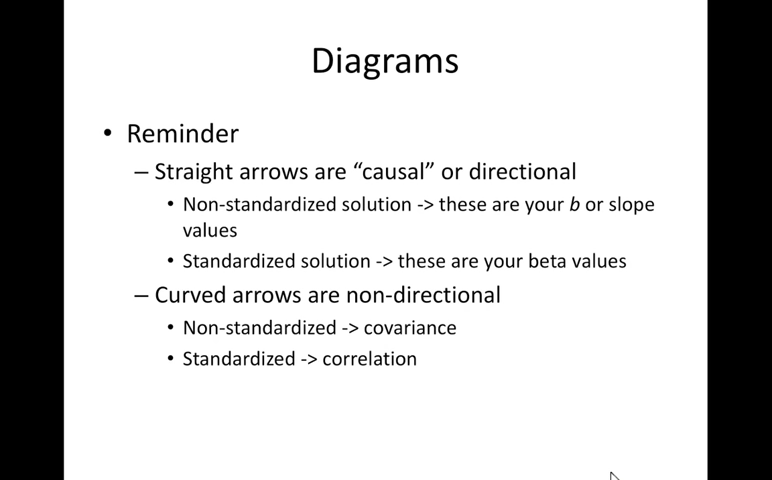 Diagrams
• Reminder
– Straight arrows are “causal” or directional
• Non-standardized solution -> these are your b or slope
values
• Standardized solution -> these are your beta values
– Curved arrows are non-directional
• Non-standardized -> covariance
• Standardized -> correlation